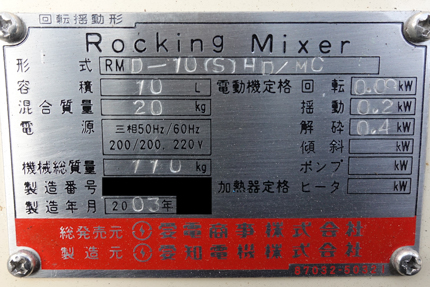 回転揺動形
Rocking Mixer
形 式 RMD-10(S)HD/MC
容 積 10 L 電動機定格 回 転 kW
混合質量 20 kg 揺 動 0.2 kW
電 源 三相50Hz/60Hz 200/200, 220V 解 砕 0.4 kW
傾 斜 kW
機械総質量 110 kg ポンプ kW
製造番号 加熱器定格 ヒータ kW
製造年月 2003年
総発売元 愛電商事株式会社
製造元 愛知電機株式会社